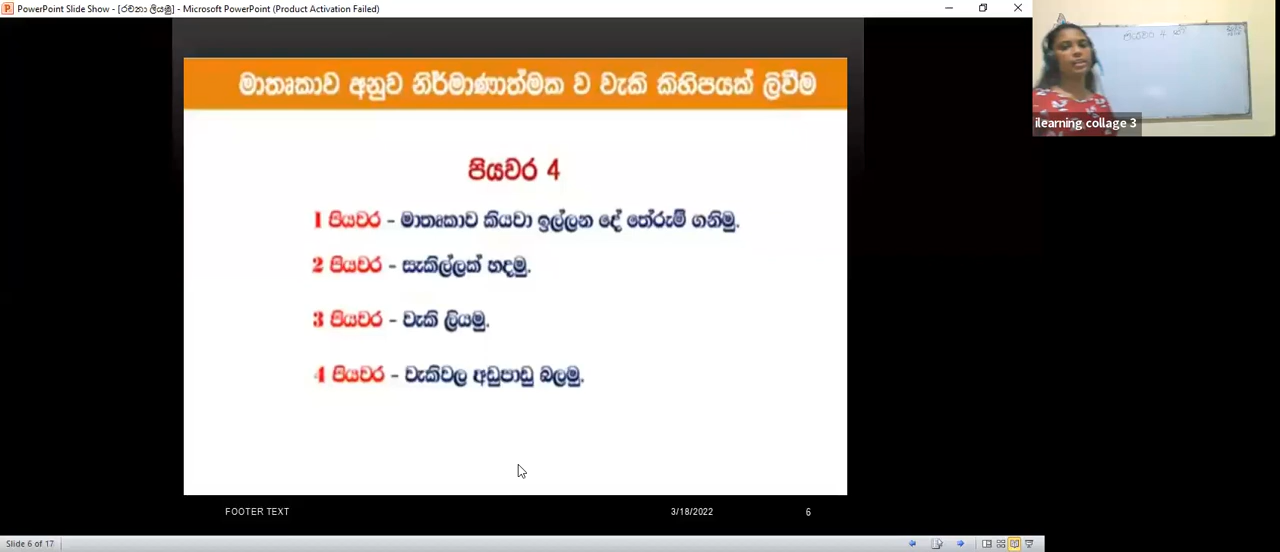 PowerPoint Slide Show - [රචනා ලියමු] - Microsoft PowerPoint (Product Activation Failed)
මාතෘකාව අනුව නිර්මාණාත්මක ව වැකි කිහිපයක් ලිවීම
පියවර 4
1 පියවර - මාතෘකාව කියවා ඉල්ලන දේ තේරුම් ගනිමු.
2 පියවර - සැකිල්ලක් හදමු.
3 පියවර - වැකි ලියමු.
4 පියවර - වැකිවල අඩුපාඩු බලමු.
ilearning collage 3
FOOTER TEXT
3/18/2022
6
Slide 6 of 17